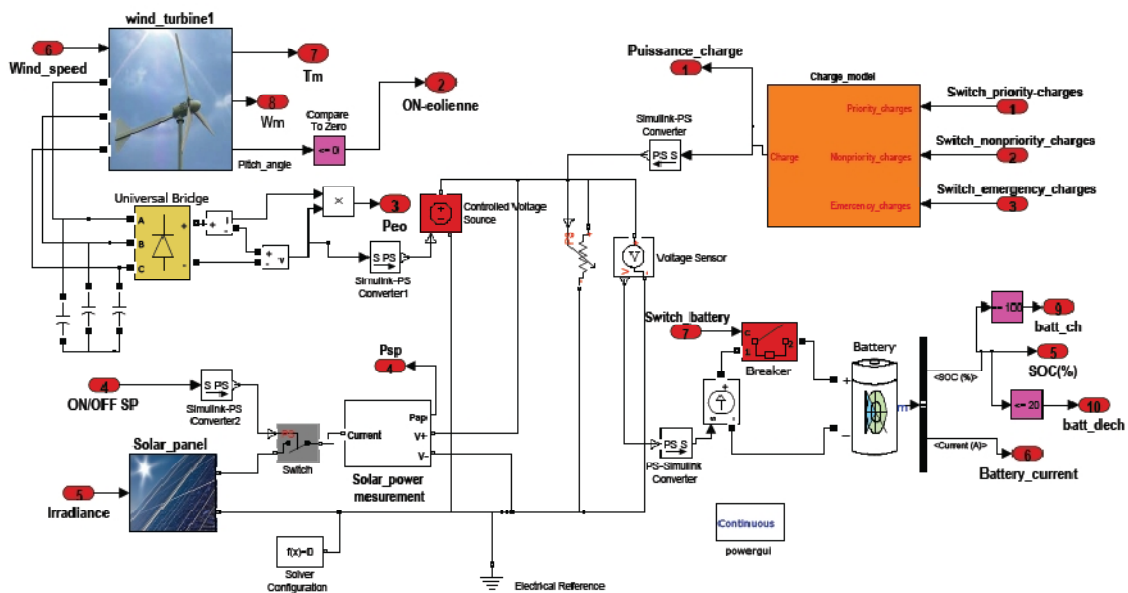 wind_turbine1
6
Wind_speed
7
Tm
8
Wm
2
ON-eolienne
Compare
To Zero
<= 0
Pitch_angle
Universal Bridge
A
B
C
+
-
+
-
i
+
-
v
×
3
Peo
S PS
Simulink-PS
Converter1
Controlled Voltage
Source
Puissance_charge
1
Simulink-PS
Converter
PS S
Charge_model
Priority_charges
Charge
Nonpriority_charges
Emercency_charges
Switch_priority-charges
1
Switch_nonpriority_charges
2
Switch_emergency_charges
3
V
V
Voltage Sensor
Switch_battery
7
c
1
2
Breaker
Battery
+
m
_
<SOC (%)>
<Current (A)>
-- 100
9
batt_ch
5
SOC(%)
<= 20
10
batt_dech
6
Battery_current
s
-
PS S
PS-Simulink
Converter
Psp
4
4
ON/OFF SP
S PS
Simulink-PS
Converter2
Switch
Current
Pap
V+
V-
Solar_power
mesurement
Solar_panel
5
Irradiance
f(x)=0
Solver
Configuration
Electrical Reference
Continuous
powergui